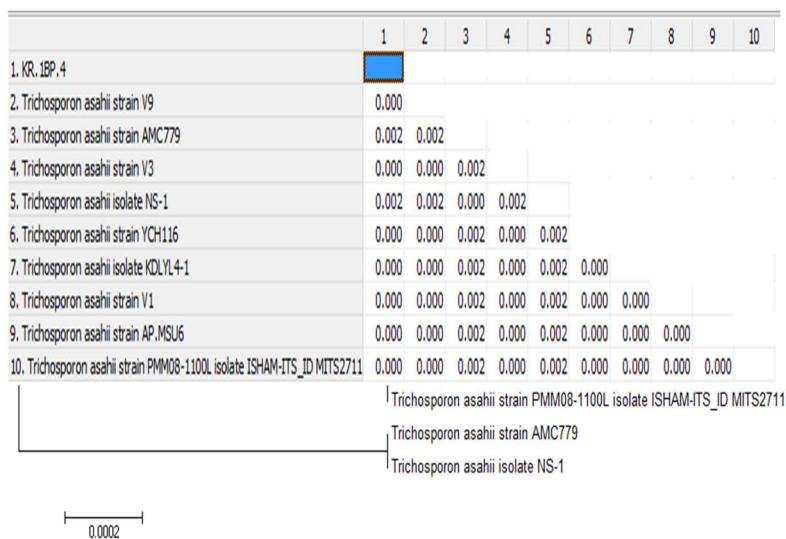 1 2 3 4 5 6 7 8 9 10
1. KR.1BP.4
2. Trichosporon asahii strain V9 0.000
3. Trichosporon asahii strain AMC779 0.002 0.002
4. Trichosporon asahii strain V3 0.000 0.000 0.002
5. Trichosporon asahii isolate NS-1 0.002 0.002 0.000 0.002
6. Trichosporon asahii strain YCH116 0.000 0.000 0.002 0.000 0.002
7. Trichosporon asahii isolate KDLYL4-1 0.000 0.000 0.002 0.000 0.002 0.000
8. Trichosporon asahii strain V1 0.000 0.000 0.002 0.000 0.002 0.000 0.000
9. Trichosporon asahii strain AP.MSU6 0.000 0.000 0.002 0.000 0.002 0.000 0.000 0.000
10. Trichosporon asahii strain PMM08-1100L isolate ISHAM-ITS_ID MITS2711 0.000 0.000 0.002 0.000 0.002 0.000 0.000 0.000 0.000
Trichosporon asahii strain PMM08-1100L isolate ISHAM-ITS_ID MITS2711
Trichosporon asahii strain AMC779
Trichosporon asahii isolate NS-1
0.0002